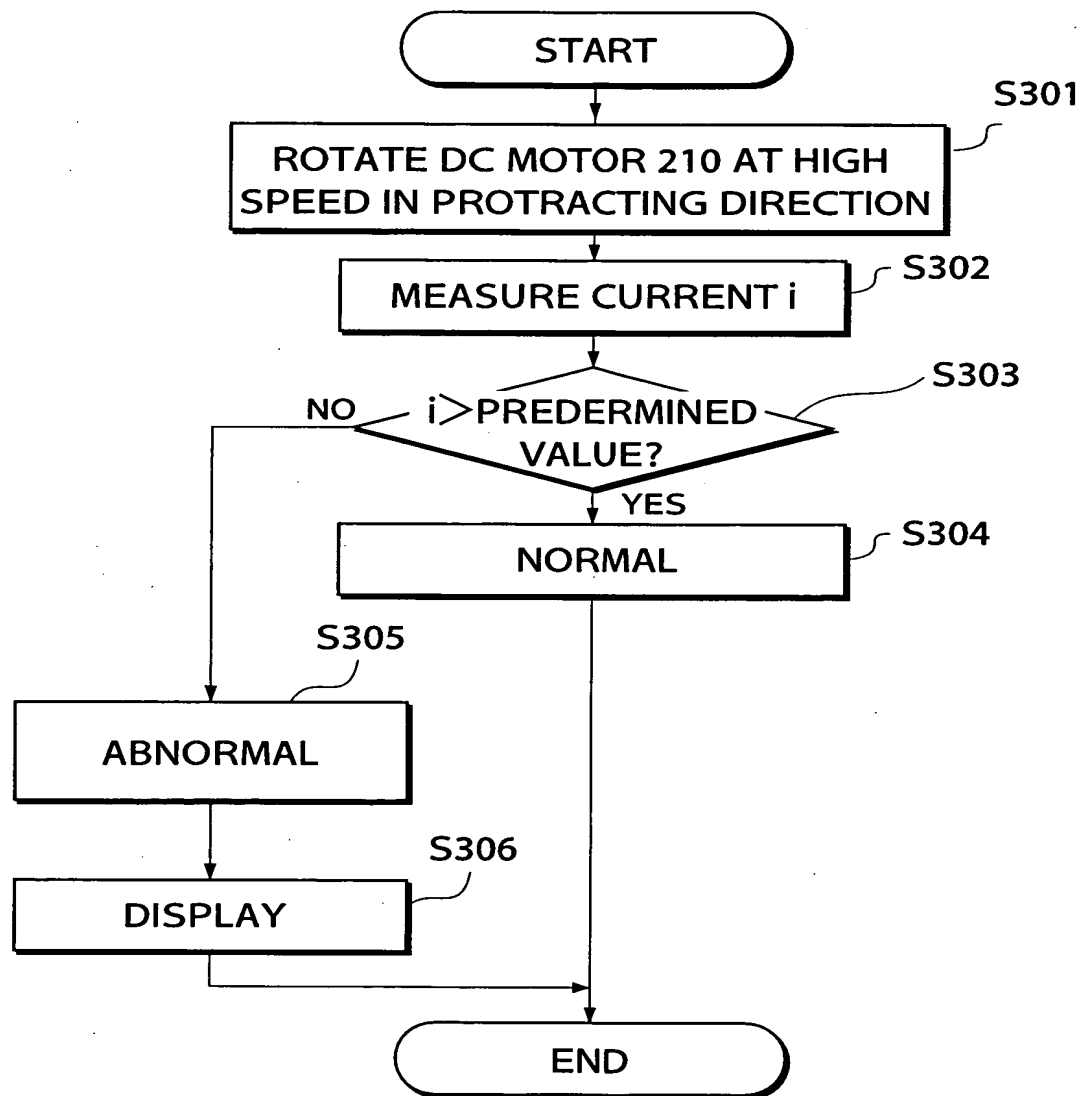 START
S301
ROTATE DC MOTOR 210 AT HIGH
SPEED IN PROTRACTING DIRECTION
S302
MEASURE CURRENT i
S303
NO
i>PREDERMINED
VALUE?
YES
S304
NORMAL
S305
ABNORMAL
S306
DISPLAY
END